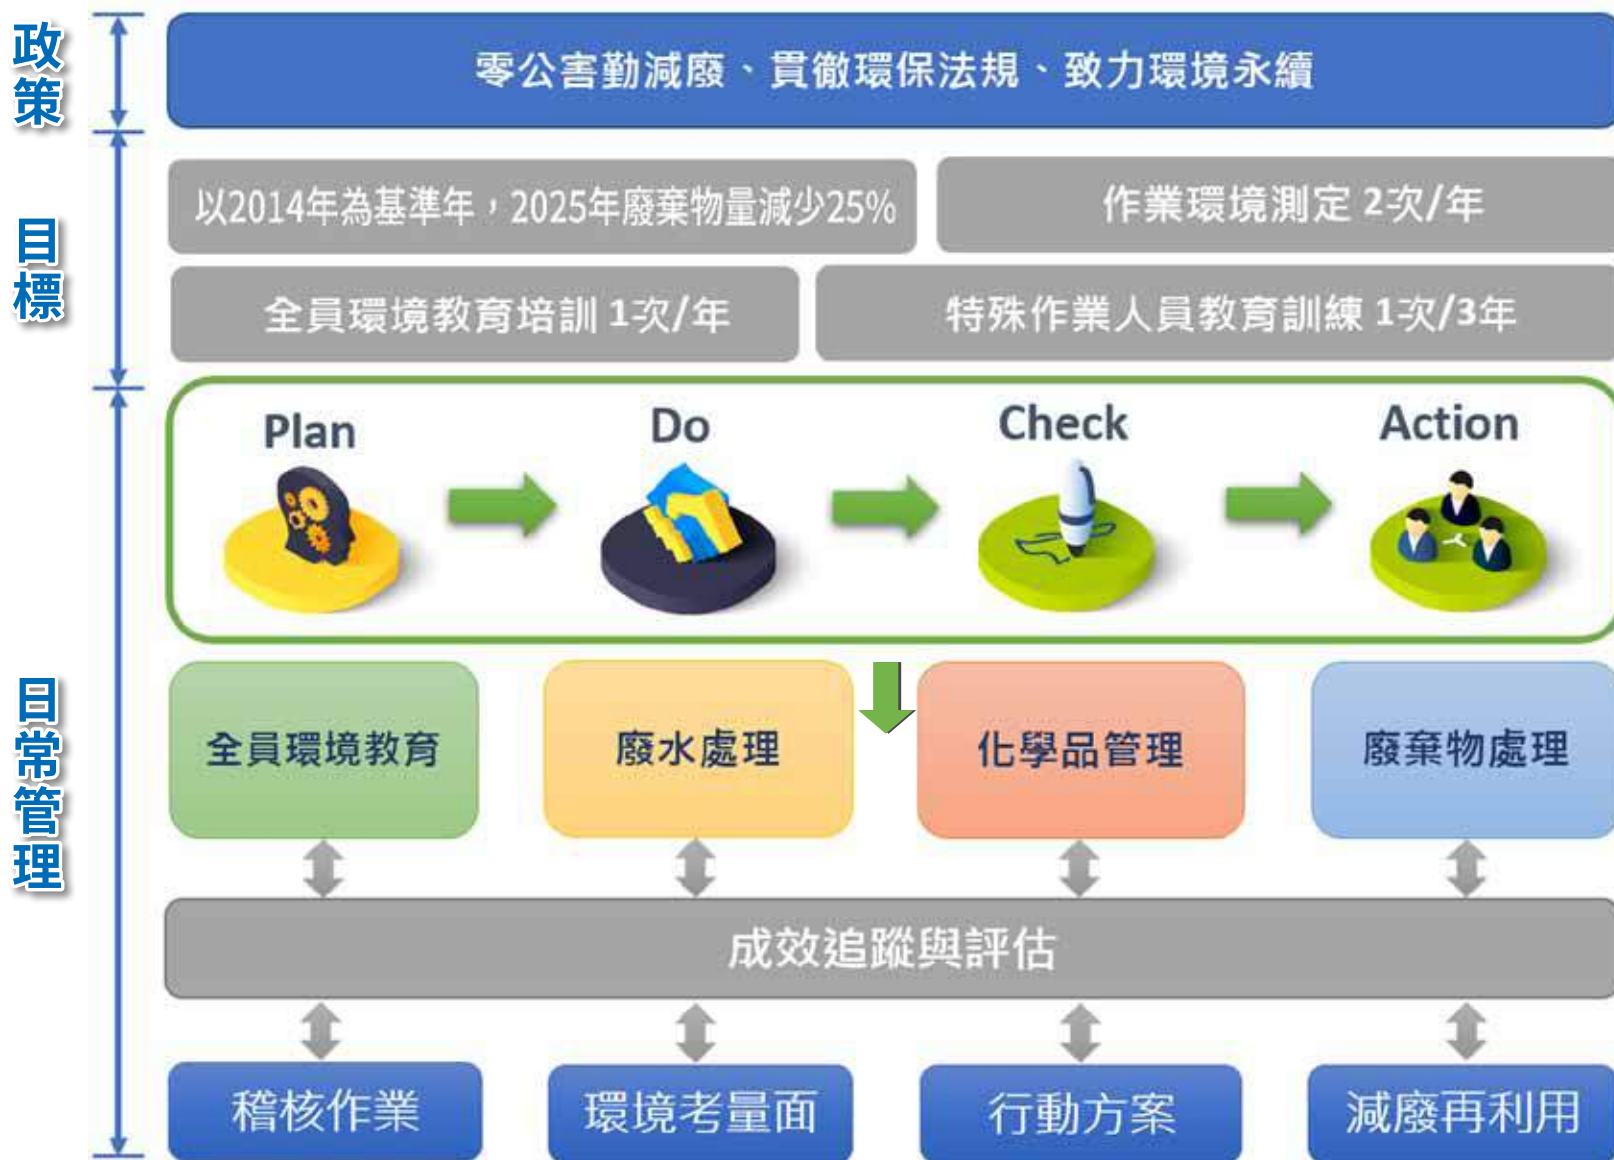 政策
零公害勤減廢、貫徹環保法規、致力環境永續
目標
以2014年為基準年，2025年廢棄物量減少25%
作業環境測定 2次/年
全員環境教育培訓 1次/年
特殊作業人員教育訓練 1次/3年
日常管理
Plan
Do
Check
Action
全員環境教育
廢水處理
化學品管理
廢棄物處理
成效追蹤與評估
稽核作業
環境考量面
行動方案
減廢再利用